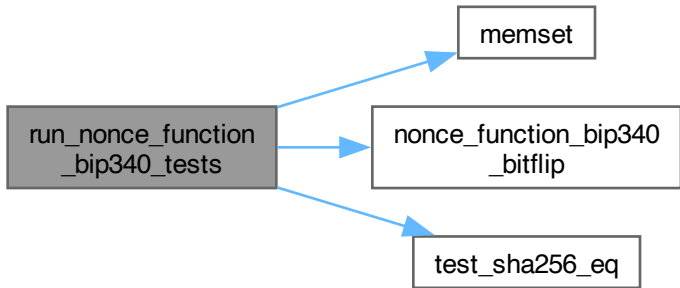 run_nonce_function
_bip340_tests
memset
nonce_function_bip340
_bitflip
test_sha256_eq